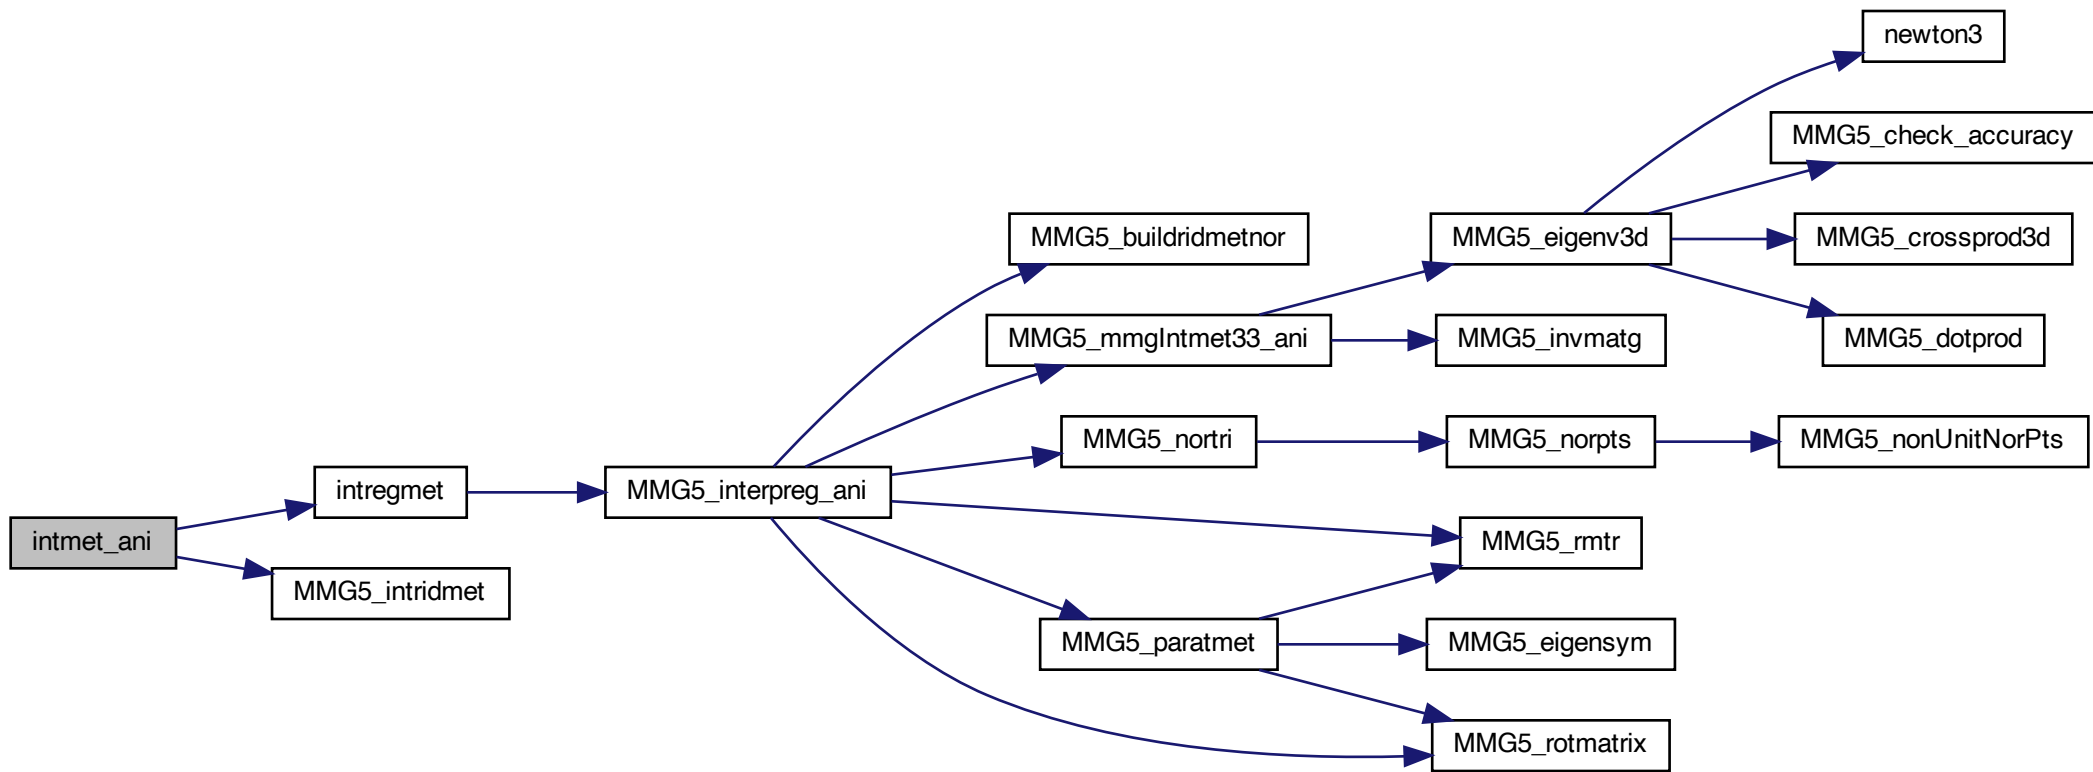 newton3
MMG5_check_accuracy
MMG5_buildridmetnor
MMG5_eigenv3d
MMG5_crossprod3d
MMG5_mmgIntmet33_ani
MMG5_invmatg
MMG5_dotprod
MMG5_nortri
MMG5_norpts
MMG5_nonUnitNorPts
intregmet
MMG5_interpreg_ani
intmet_ani
MMG5_rmtr
MMG5_intridmet
MMG5_paratmet
MMG5_eigensym
MMG5_rotmatrix